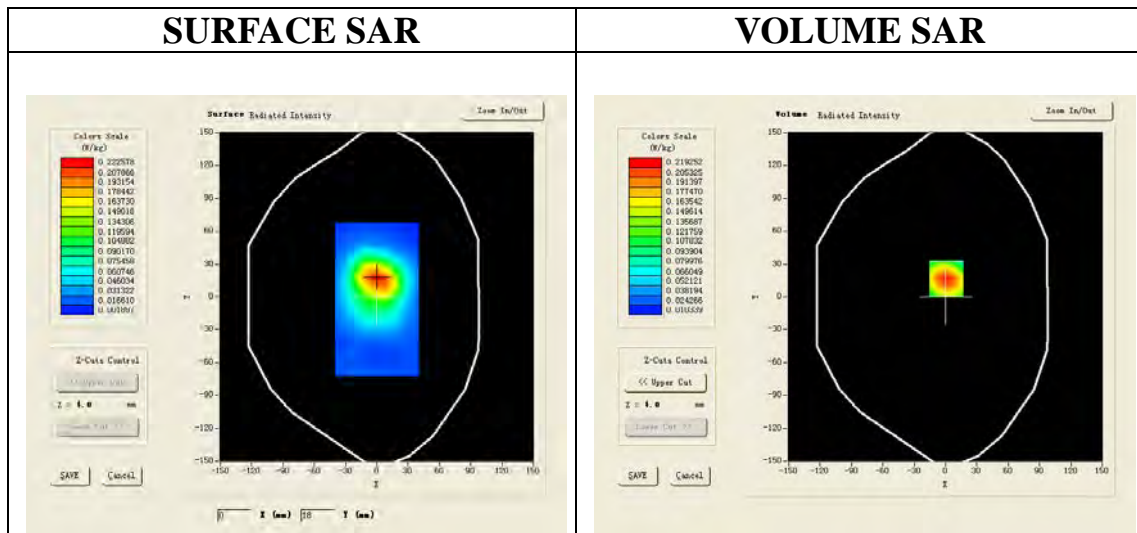 SURFACE SAR
VOLUME SAR
Surface Radiated Intensity
Zoom In/Out
Colors Scale
(W/kg)
0.222578
0.207866
0.193154
0.178442
0.163730
0.149018
0.134306
0.119594
0.104882
0.090170
0.075458
0.060746
0.046034
0.031322
0.016610
0.001897
150
120
90
60
30
0
-30
-60
-90
-120
-150
Y
-150 -120 -90 -60 -30 0 30 60 90 120 150
X
Z-Cuts Control
<< Upper Cut
Z = 4.0 mm
Lower Cut >>
SAVE Cancel
0 X (mm) 18 Y (mm)
Volume Radiated Intensity
Zoom In/Out
Colors Scale
(W/kg)
0.219252
0.205325
0.191397
0.177470
0.163542
0.149614
0.135687
0.121759
0.107832
0.093904
0.079976
0.066049
0.052121
0.038194
0.024266
0.010339
150
120
90
60
30
0
-30
-60
-90
-120
-150
Y
-150 -120 -90 -60 -30 0 30 60 90 120 150
X
Z-Cuts Control
<< Upper Cut
Z = 4.0 mm
Lower Cut >>
SAVE Cancel